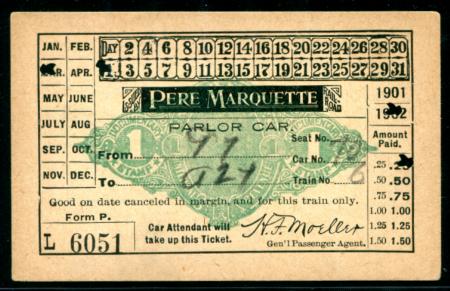 JAN. FEB. DAY 2 4 6 8 10 12 14 16 18 20 22 24 26 28 30
MAR. APR. 1 3 5 7 9 11 13 15 17 19 21 23 25 27 29 31
MAY JUNE PERE MARQUETTE 1901
JULY AUG 1902
PARLOR CAR.
SEPT. OCT. From Seat No. Amount Paid.
Car No. .25 .25
NOV. DEC. To Train No. .50 .50
Good on date canceled in margin, and for this train only. .75 .75
Form P. 1.00 1.00
L 6051 Car Attendant will H.F. Moeller 1.25 1.25
take up this Ticket. Gen'l Passenger Agent. 1.50 1.50